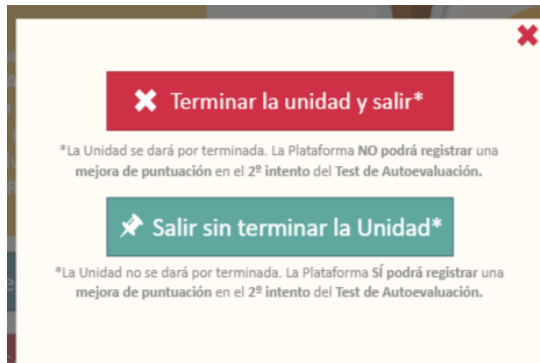 Terminar la unidad y salir*
*La Unidad se dará por terminada. La Plataforma NO podrá registrar una
mejora de puntuación en el 2º intento del Test de Autoevaluación.
Salir sin terminar la Unidad*
*La Unidad no se dará por terminada. La Plataforma SÍ podrá registrar una
mejora de puntuación en el 2º intento del Test de Autoevaluación.